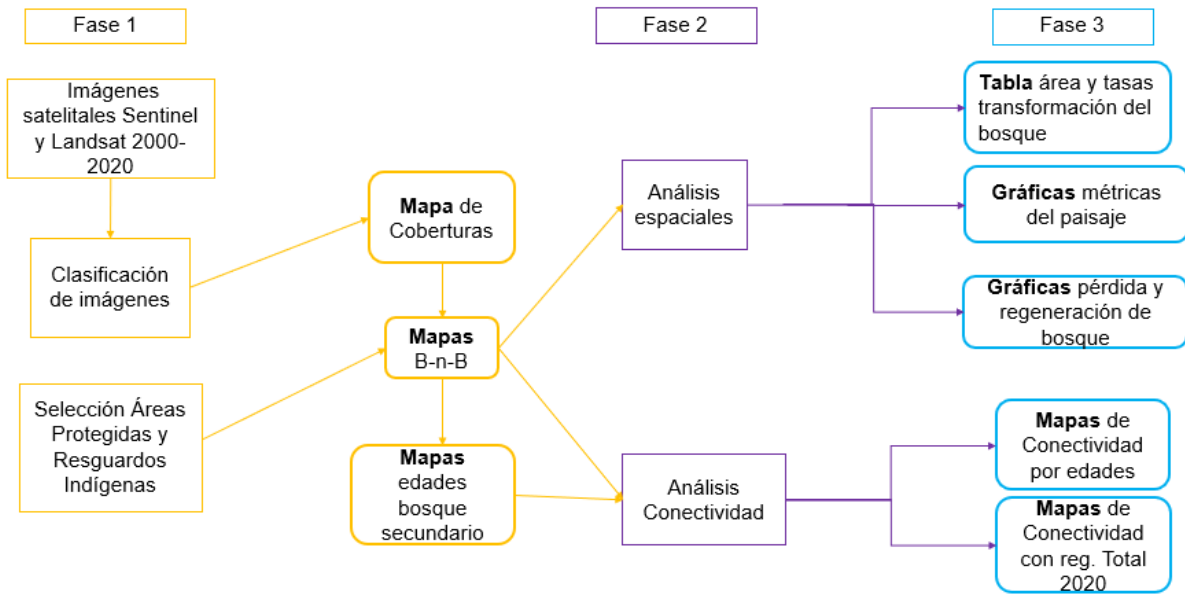 Fase 1
Fase 2
Fase 3
Imágenes
satelitales Sentinel
y Landsat 2000-
2020
Clasificación
de imágenes
Selección Áreas
Protegidas y
Resguardos
Indígenas
Mapa de
Coberturas
Mapas
B-n-B
Mapas
edades
bosque
secundario
Análisis
espaciales
Análisis
Conectividad
Tabla área y tasas
transformación del
bosque
Gráficas métricas
del paisaje
Gráficas pérdida y
regeneración de
bosque
Mapas de
Conectividad
por edades
Mapas de
Conectividad
con reg. Total
2020